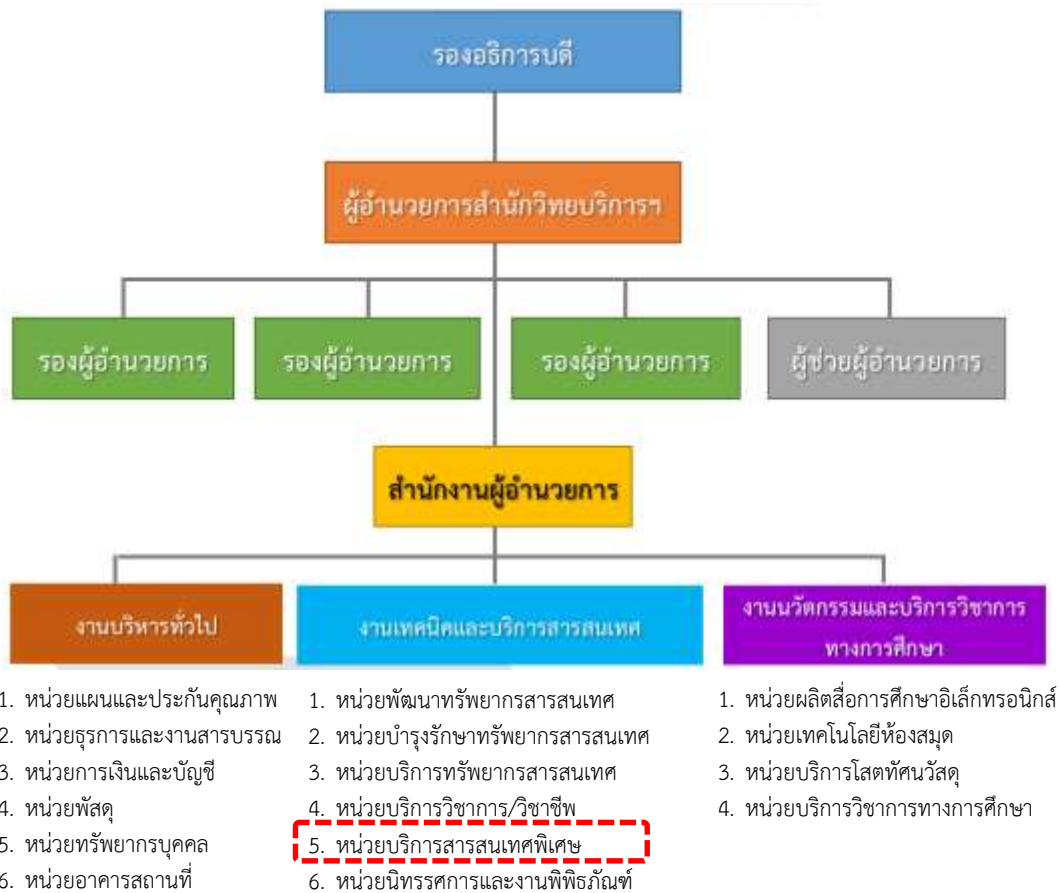 รองอธิการบดี
ผู้อำนวยการสำนักวิทยบริการฯ
รองผู้อำนวยการ
รองผู้อำนวยการ
รองผู้อำนวยการ
ผู้ช่วยผู้อำนวยการ
สำนักงานผู้อำนวยการ
งานบริหารทั่วไป
งานเทคนิคและบริการสารสนเทศ
งานนวัตกรรมและบริการวิชาการ
ทางการศึกษา
1. หน่วยแผนและประกันคุณภาพ
2. หน่วยธุรการและงานสารบรรณ
3. หน่วยการเงินและบัญชี
4. หน่วยพัสดุ
5. หน่วยทรัพยากรบุคคล
6. หน่วยอาคารสถานที่
1. หน่วยพัฒนาทรัพยากรสารสนเทศ
2. หน่วยบำรุงรักษาทรัพยากรสารสนเทศ
3. หน่วยบริการทรัพยากรสารสนเทศ
4. หน่วยบริการวิชาการ/วิชาชีพ
5. หน่วยบริการสารสนเทศพิเศษ
6. หน่วยนิทรรศการและงานพิพิธภัณฑ์
1. หน่วยผลิตสื่อการศึกษาอิเล็กทรอนิกส์
2. หน่วยเทคโนโลยีห้องสมุด
3. หน่วยบริการโสตทัศนวัสดุ
4. หน่วยบริการวิชาการทางการศึกษา